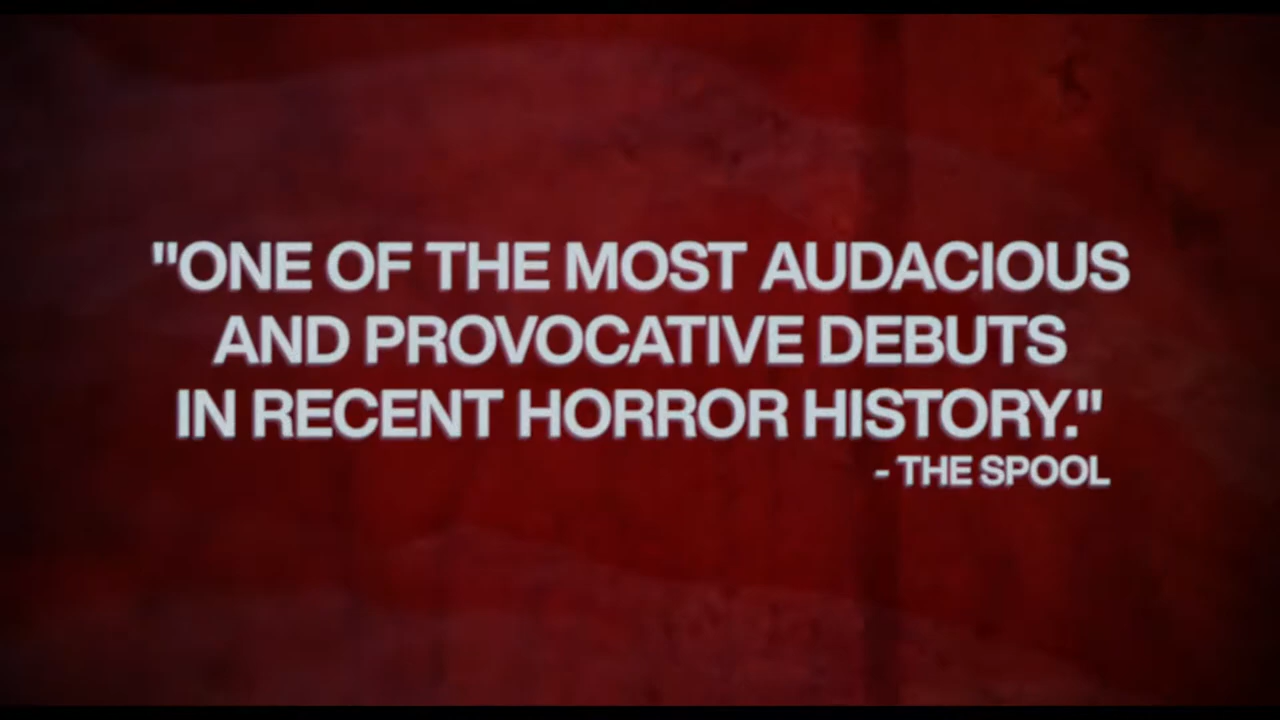 "ONE OF THE MOST AUDACIOUS
AND PROVOCATIVE DEBUTS
IN RECENT HORROR HISTORY."
- THE SPOOL